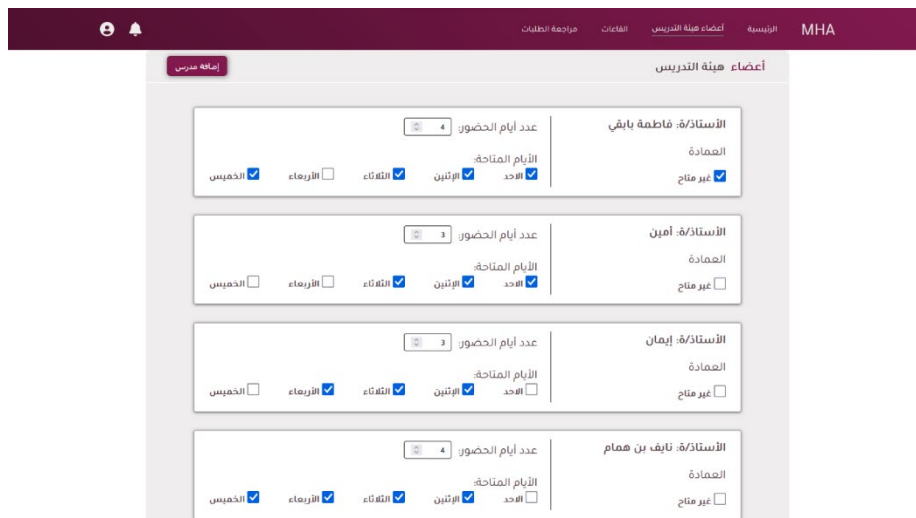 MHA الرئيسية أعضاء هيئة التدريس القاعات مراجعة الطلبات
أعضاء هيئة التدريس
إضافة مدرس
الأستاذ/ة: فاطمة بابقي
العمادة
غير متاح
عدد أيام الحضور: 4
الأيام المتاحة:
الاحد الإثنين الثلاثاء الأربعاء الخميس
الأستاذ/ة: أمين
العمادة
غير متاح
عدد أيام الحضور: 3
الأيام المتاحة:
الاحد الإثنين الثلاثاء الأربعاء الخميس
الأستاذ/ة: إيمان
العمادة
غير متاح
عدد أيام الحضور: 3
الأيام المتاحة:
الاحد الإثنين الثلاثاء الأربعاء الخميس
الأستاذ/ة: نايف بن همام
العمادة
غير متاح
عدد أيام الحضور: 4
الأيام المتاحة:
الاحد الإثنين الثلاثاء الأربعاء الخميس